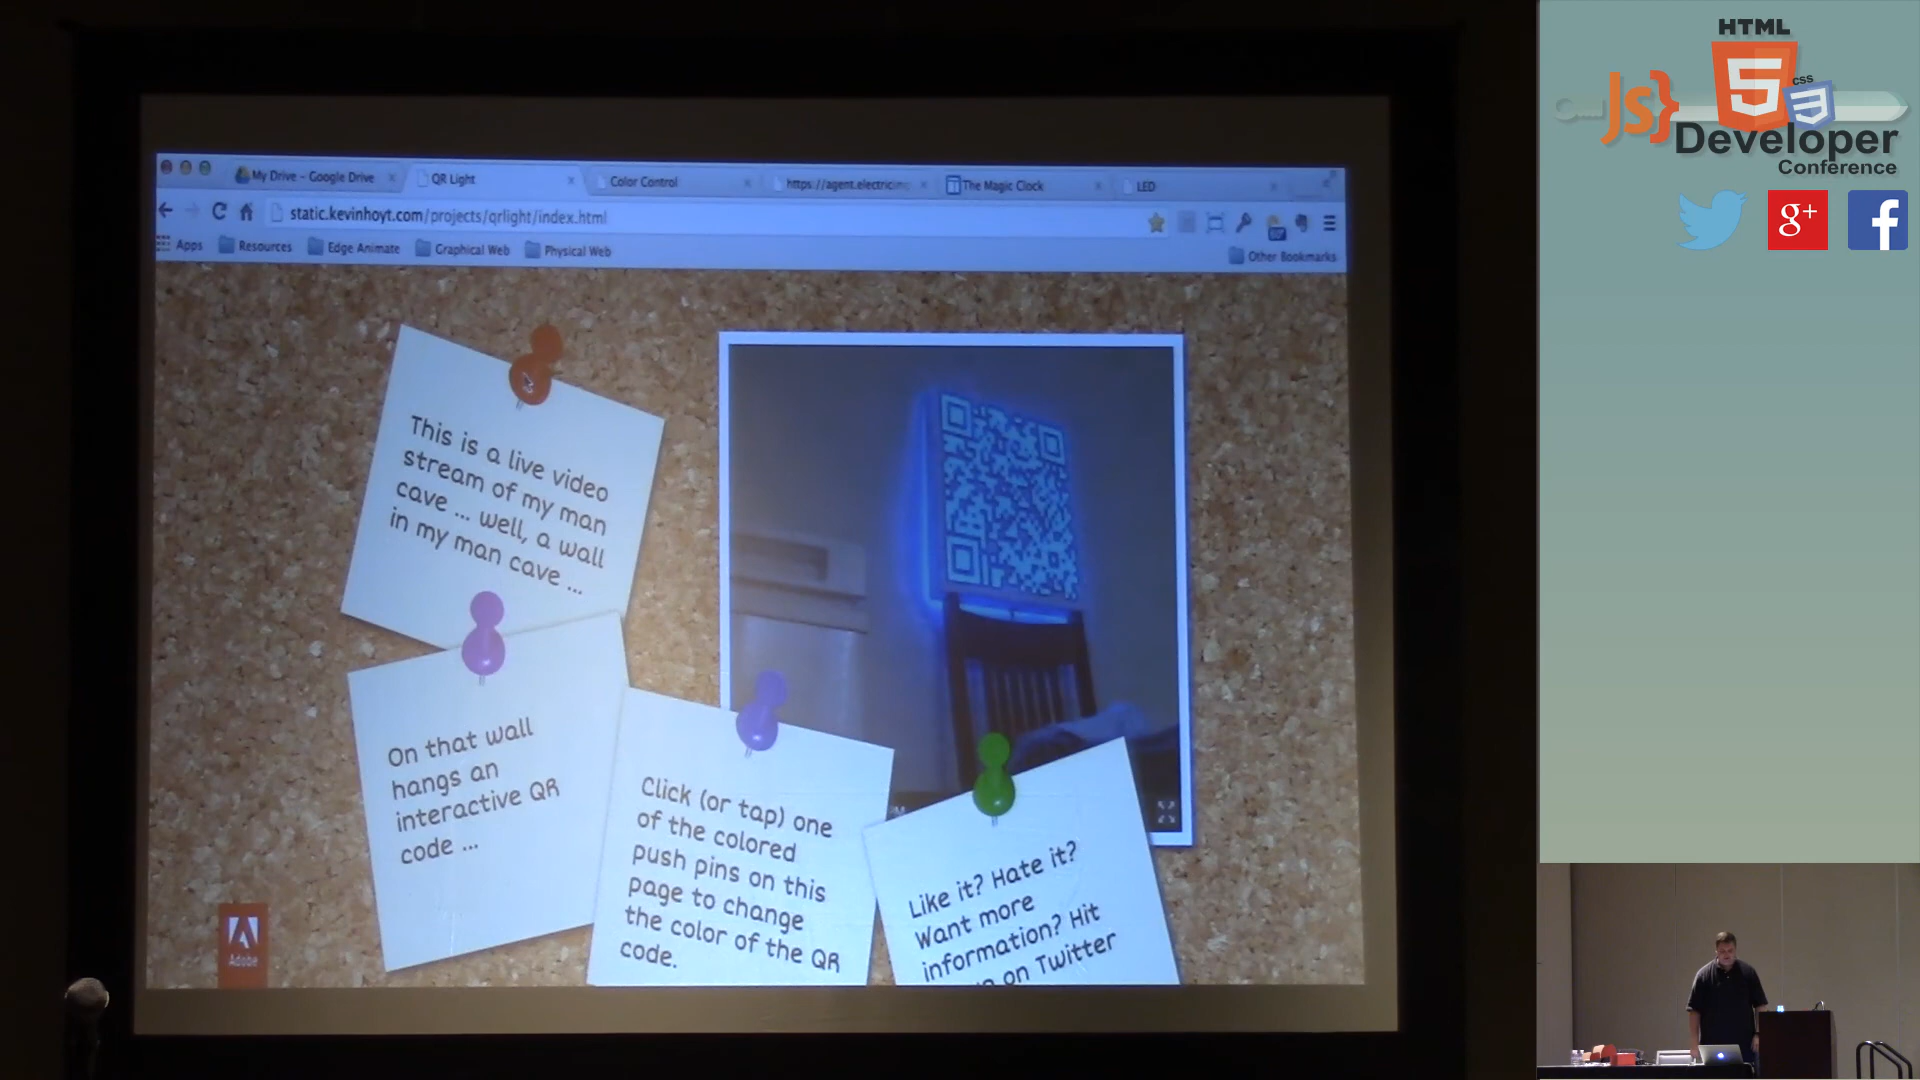 My Drive - Google Drive
QR Light
Color Control
https://agent.electricim
The Magic Clock
LED
static.kevinhoyt.com/projects/qrlight/index.html
Apps
Resources
Edge Animate
Graphical Web
Physical Web
Other Bookmarks
This is a live video
stream of my man
cave ... well, a wall
in my man cave ...
On that wall
hangs an
interactive QR
code ...
Click (or tap) one
of the colored
push pins on this
page to change
the color of the QR
code.
Like it? Hate it?
Want more
information? Hit
on Twitter
Adobe
HTML
5
JS}
CSS
3
Developer
Conference
g+
f